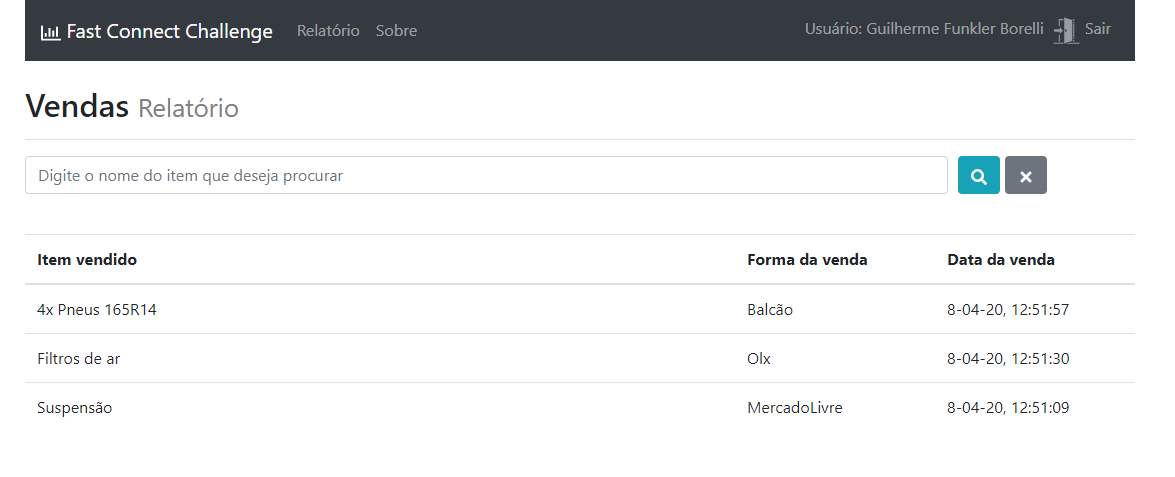 Fast Connect Challenge Relatório Sobre Usuário: Guilherme Funkler Borelli Sair
Vendas Relatório
Digite o nome do item que deseja procurar
Item vendido Forma da venda Data da venda
4x Pneus 165R14 Balcão 8-04-20, 12:51:57
Filtros de ar Olx 8-04-20, 12:51:30
Suspensão MercadoLivre 8-04-20, 12:51:09